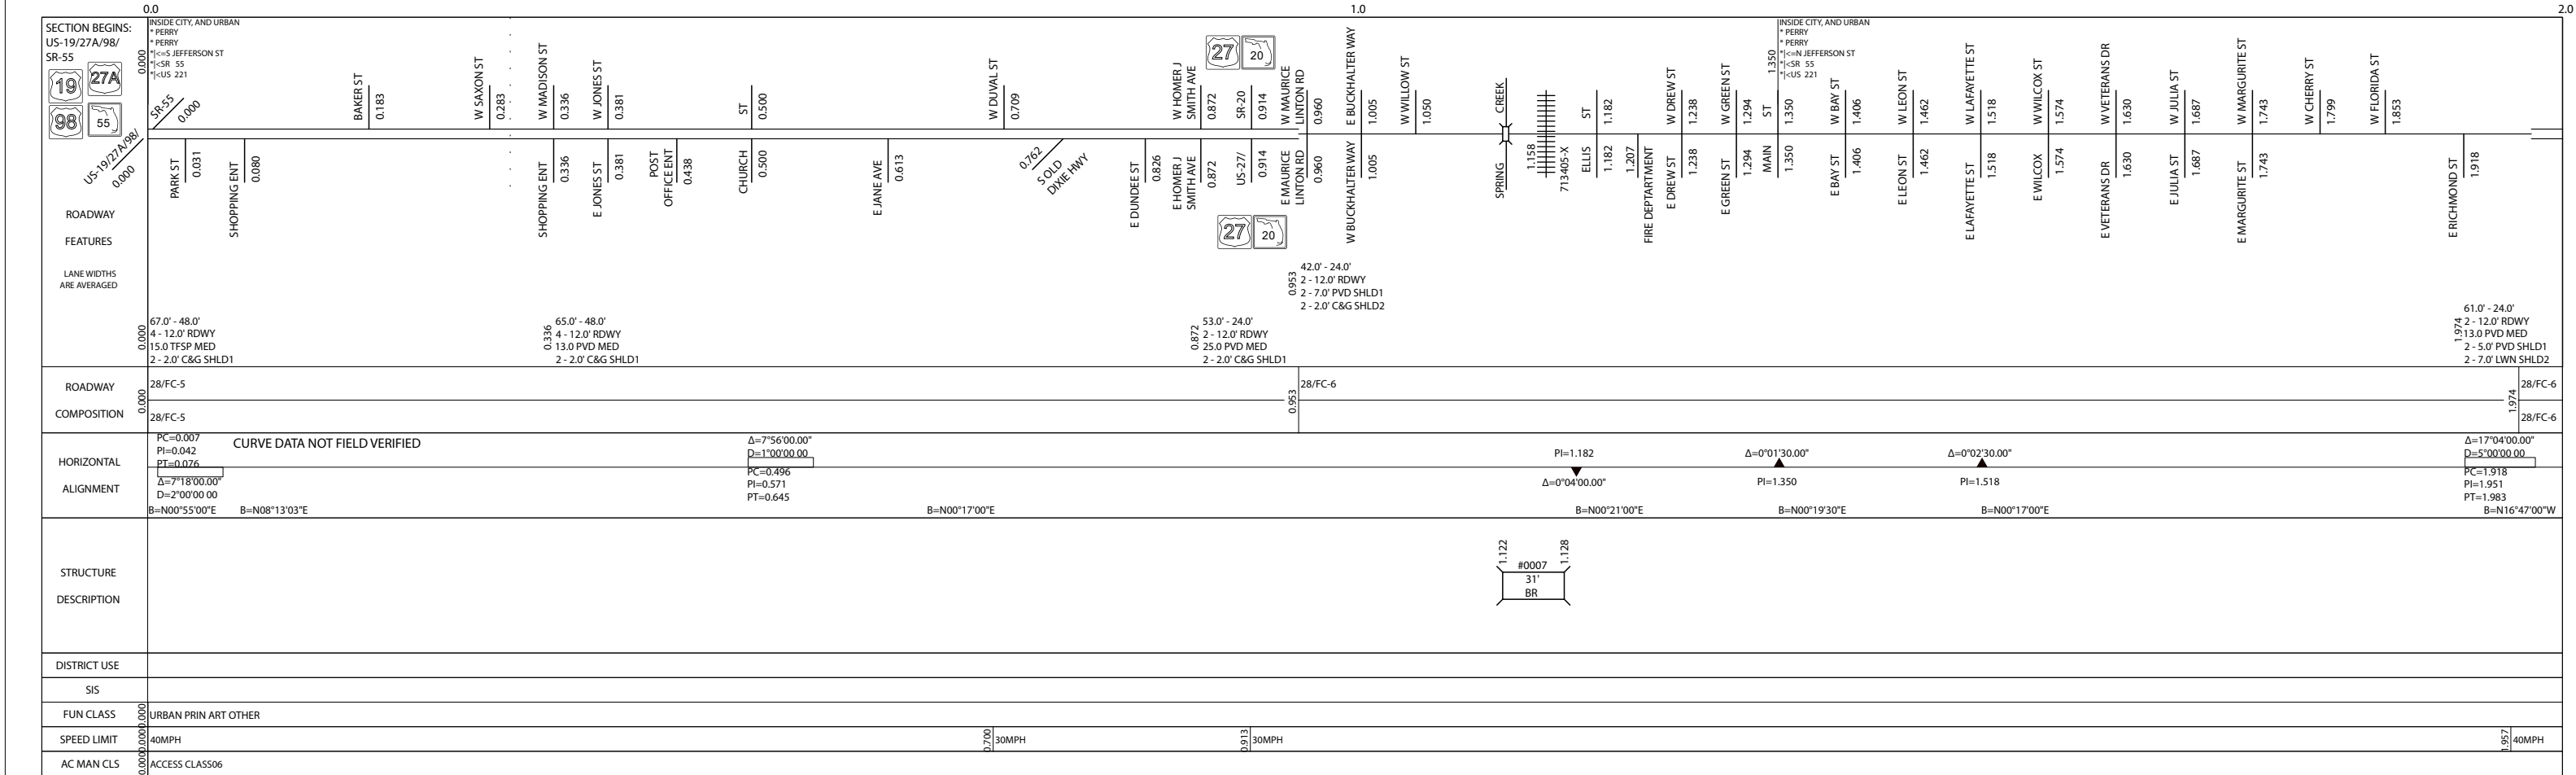 0.0
1.0
2.0
SECTION BEGINS:
US-19/27A/98/
SR-55
19
27A
98
55
0.000
INSIDE CITY, AND URBAN
* PERRY
* PERRY
*|<=S JEFFERSON ST
*|<SR 55
*|<US 221
SR-55
0.000
BAKER ST
0.183
W SAXON ST
0.283
W MADISON ST
0.336
W JONES ST
0.381
ST
0.500
W DUVAL ST
0.709
W HOMER J
SMITH AVE
0.872
27
20
SR-20
0.914
W MAURICE
LINTON RD
0.960
E BUCKHALTER WAY
1.005
W WILLOW ST
1.050
CREEK
ST
1.182
W DREW ST
1.238
W GREEN ST
1.294
1.350
INSIDE CITY, AND URBAN
* PERRY
* PERRY
*|<=N JEFFERSON ST
*|<SR 55
*|<US 221
ST
1.350
W BAY ST
1.406
W LEON ST
1.462
W LAFAYETTE ST
1.518
W WILCOX ST
1.574
W VETERANS DR
1.630
W JULIA ST
1.687
W MARGURITE ST
1.743
W CHERRY ST
1.799
W FLORIDA ST
1.853
US-19/27A/98/
0.000
PARK ST
0.031
SHOPPING ENT
0.080
SHOPPING ENT
0.336
E JONES ST
0.381
POST
OFFICE ENT
0.438
CHURCH
0.500
E JANE AVE
0.613
0.762
S OLD
DIXIE HWY
E DUNDEE ST
0.826
E HOMER J
SMITH AVE
0.872
US-27/
0.914
27
20
E MAURICE
LINTON RD
0.960
W BUCKHALTER WAY
1.005
SPRING
1.158
713405-X
ELLIS
1.182
1.207
FIRE DEPARTMENT
E DREW ST
1.238
E GREEN ST
1.294
MAIN
1.350
E BAY ST
1.406
E LEON ST
1.462
E LAFAYETTE ST
1.518
E WILCOX
1.574
E VETERANS DR
1.630
E JULIA ST
1.687
E MARGURITE ST
1.743
E RICHMOND ST
1.918
ROADWAY
FEATURES
LANE WIDTHS
ARE AVERAGED
0.000
67.0' - 48.0'
4 - 12.0' RDWY
15.0 TFSP MED
2 - 2.0' C&G SHLD1
0.336
65.0' - 48.0'
4 - 12.0' RDWY
13.0 PVD MED
2 - 2.0' C&G SHLD1
0.872
53.0' - 24.0'
2 - 12.0' RDWY
25.0 PVD MED
2 - 2.0' C&G SHLD1
0.953
42.0' - 24.0'
2 - 12.0' RDWY
2 - 7.0' PVD SHLD1
2 - 2.0' C&G SHLD2
1.974
61.0' - 24.0'
2 - 12.0' RDWY
13.0 PVD MED
2 - 5.0' PVD SHLD1
2 - 7.0' LWN SHLD2
ROADWAY
COMPOSITION
0.000
28/FC-5
28/FC-5
0.953
28/FC-6
1.974
28/FC-6
28/FC-6
HORIZONTAL
ALIGNMENT
PC=0.007
PI=0.042
PT=0.076
Δ=7°18'00.00"
D=2°00'00 00
CURVE DATA NOT FIELD VERIFIED
B=N00°55'00"E
B=N08°13'03"E
Δ=7°56'00.00"
D=1°00'00 00
PC=0.496
PI=0.571
PT=0.645
B=N00°17'00"E
PI=1.182
Δ=0°04'00.00"
B=N00°21'00"E
Δ=0°01'30.00"
PI=1.350
B=N00°19'30"E
Δ=0°02'30.00"
PI=1.518
B=N00°17'00"E
Δ=17°04'00.00"
D=5°00'00 00
PC=1.918
PI=1.951
PT=1.983
B=N16°47'00"W
STRUCTURE
DESCRIPTION
1.122
1.128
#0007
31'
BR
DISTRICT USE
SIS
FUN CLASS
0.000
URBAN PRIN ART OTHER
SPEED LIMIT
0.000
40MPH
0.700
30MPH
0.913
30MPH
1.957
40MPH
AC MAN CLS
0.000
ACCESS CLASS06